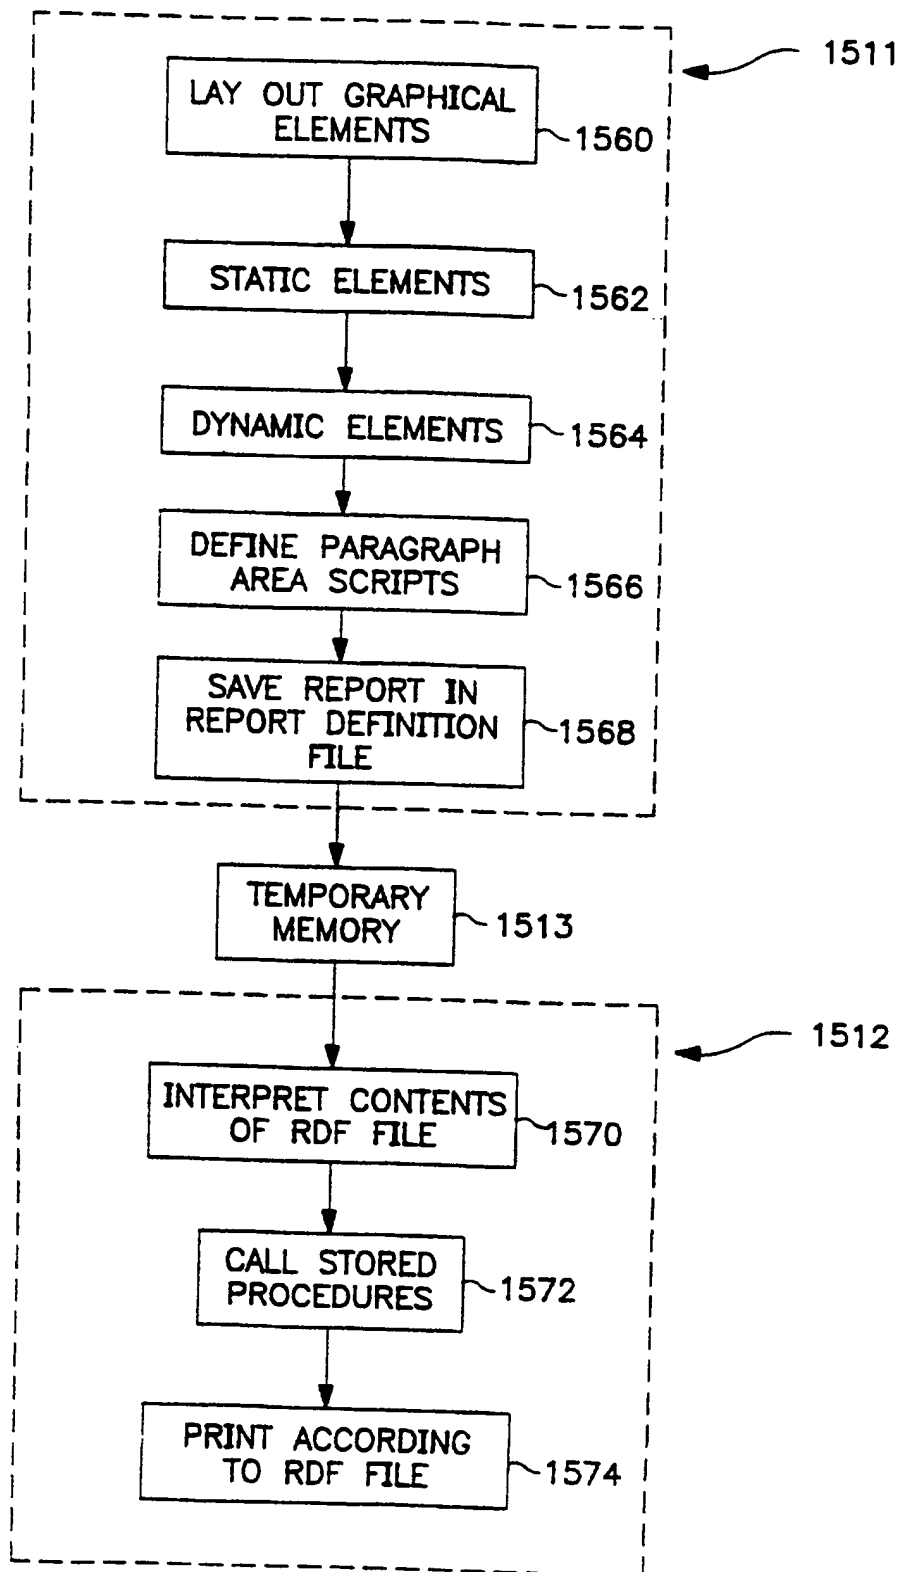 1511
LAY OUT GRAPHICAL
ELEMENTS
1560
STATIC ELEMENTS
1562
DYNAMIC ELEMENTS
1564
DEFINE PARAGRAPH
AREA SCRIPTS
1566
SAVE REPORT IN
REPORT DEFINITION
FILE
1568
TEMPORARY
MEMORY
1513
1512
INTERPRET CONTENTS
OF RDF FILE
1570
CALL STORED
PROCEDURES
1572
PRINT ACCORDING
TO RDF FILE
1574